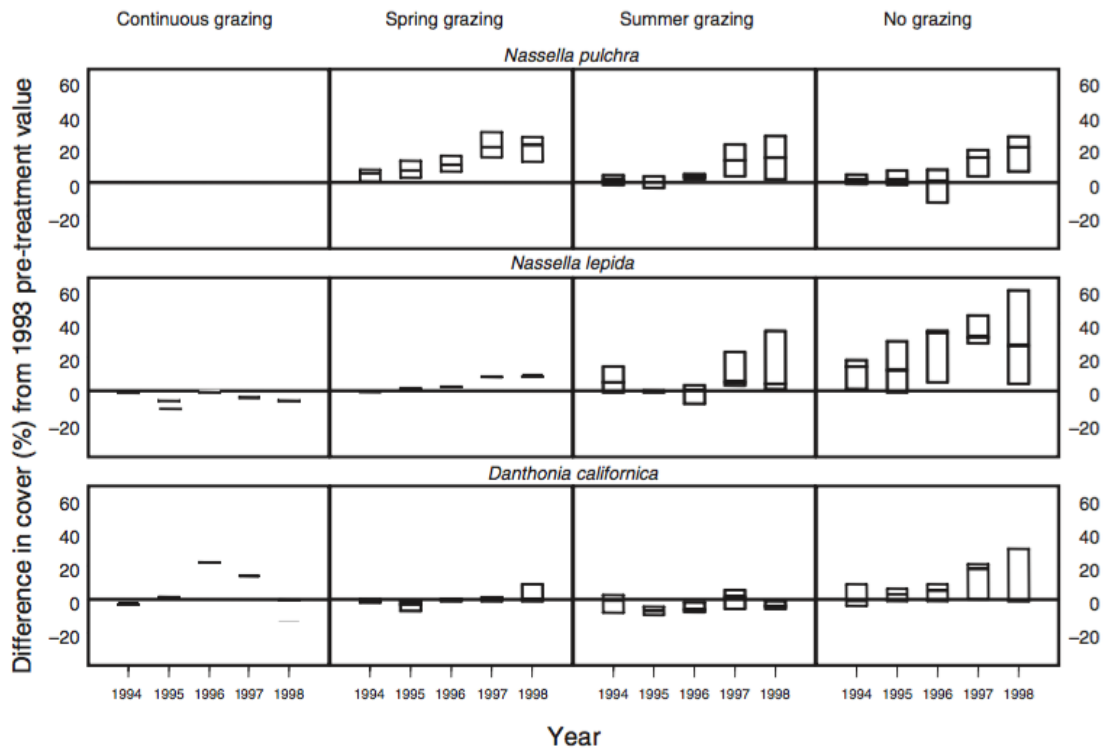 Continuous grazing Spring grazing Summer grazing No grazing
Difference in cover (%) from 1993 pre-treatment value
Nassella pulchra
60 60
40 40
20 20
0 0
−20 −20
Nassella lepida
60 60
40 40
20 20
0 0
−20 −20
Danthonia californica
60 60
40 40
20 20
0 0
−20 −20
1994 1995 1996 1997 1998 1994 1995 1996 1997 1998 1994 1995 1996 1997 1998 1994 1995 1996 1997 1998
Year